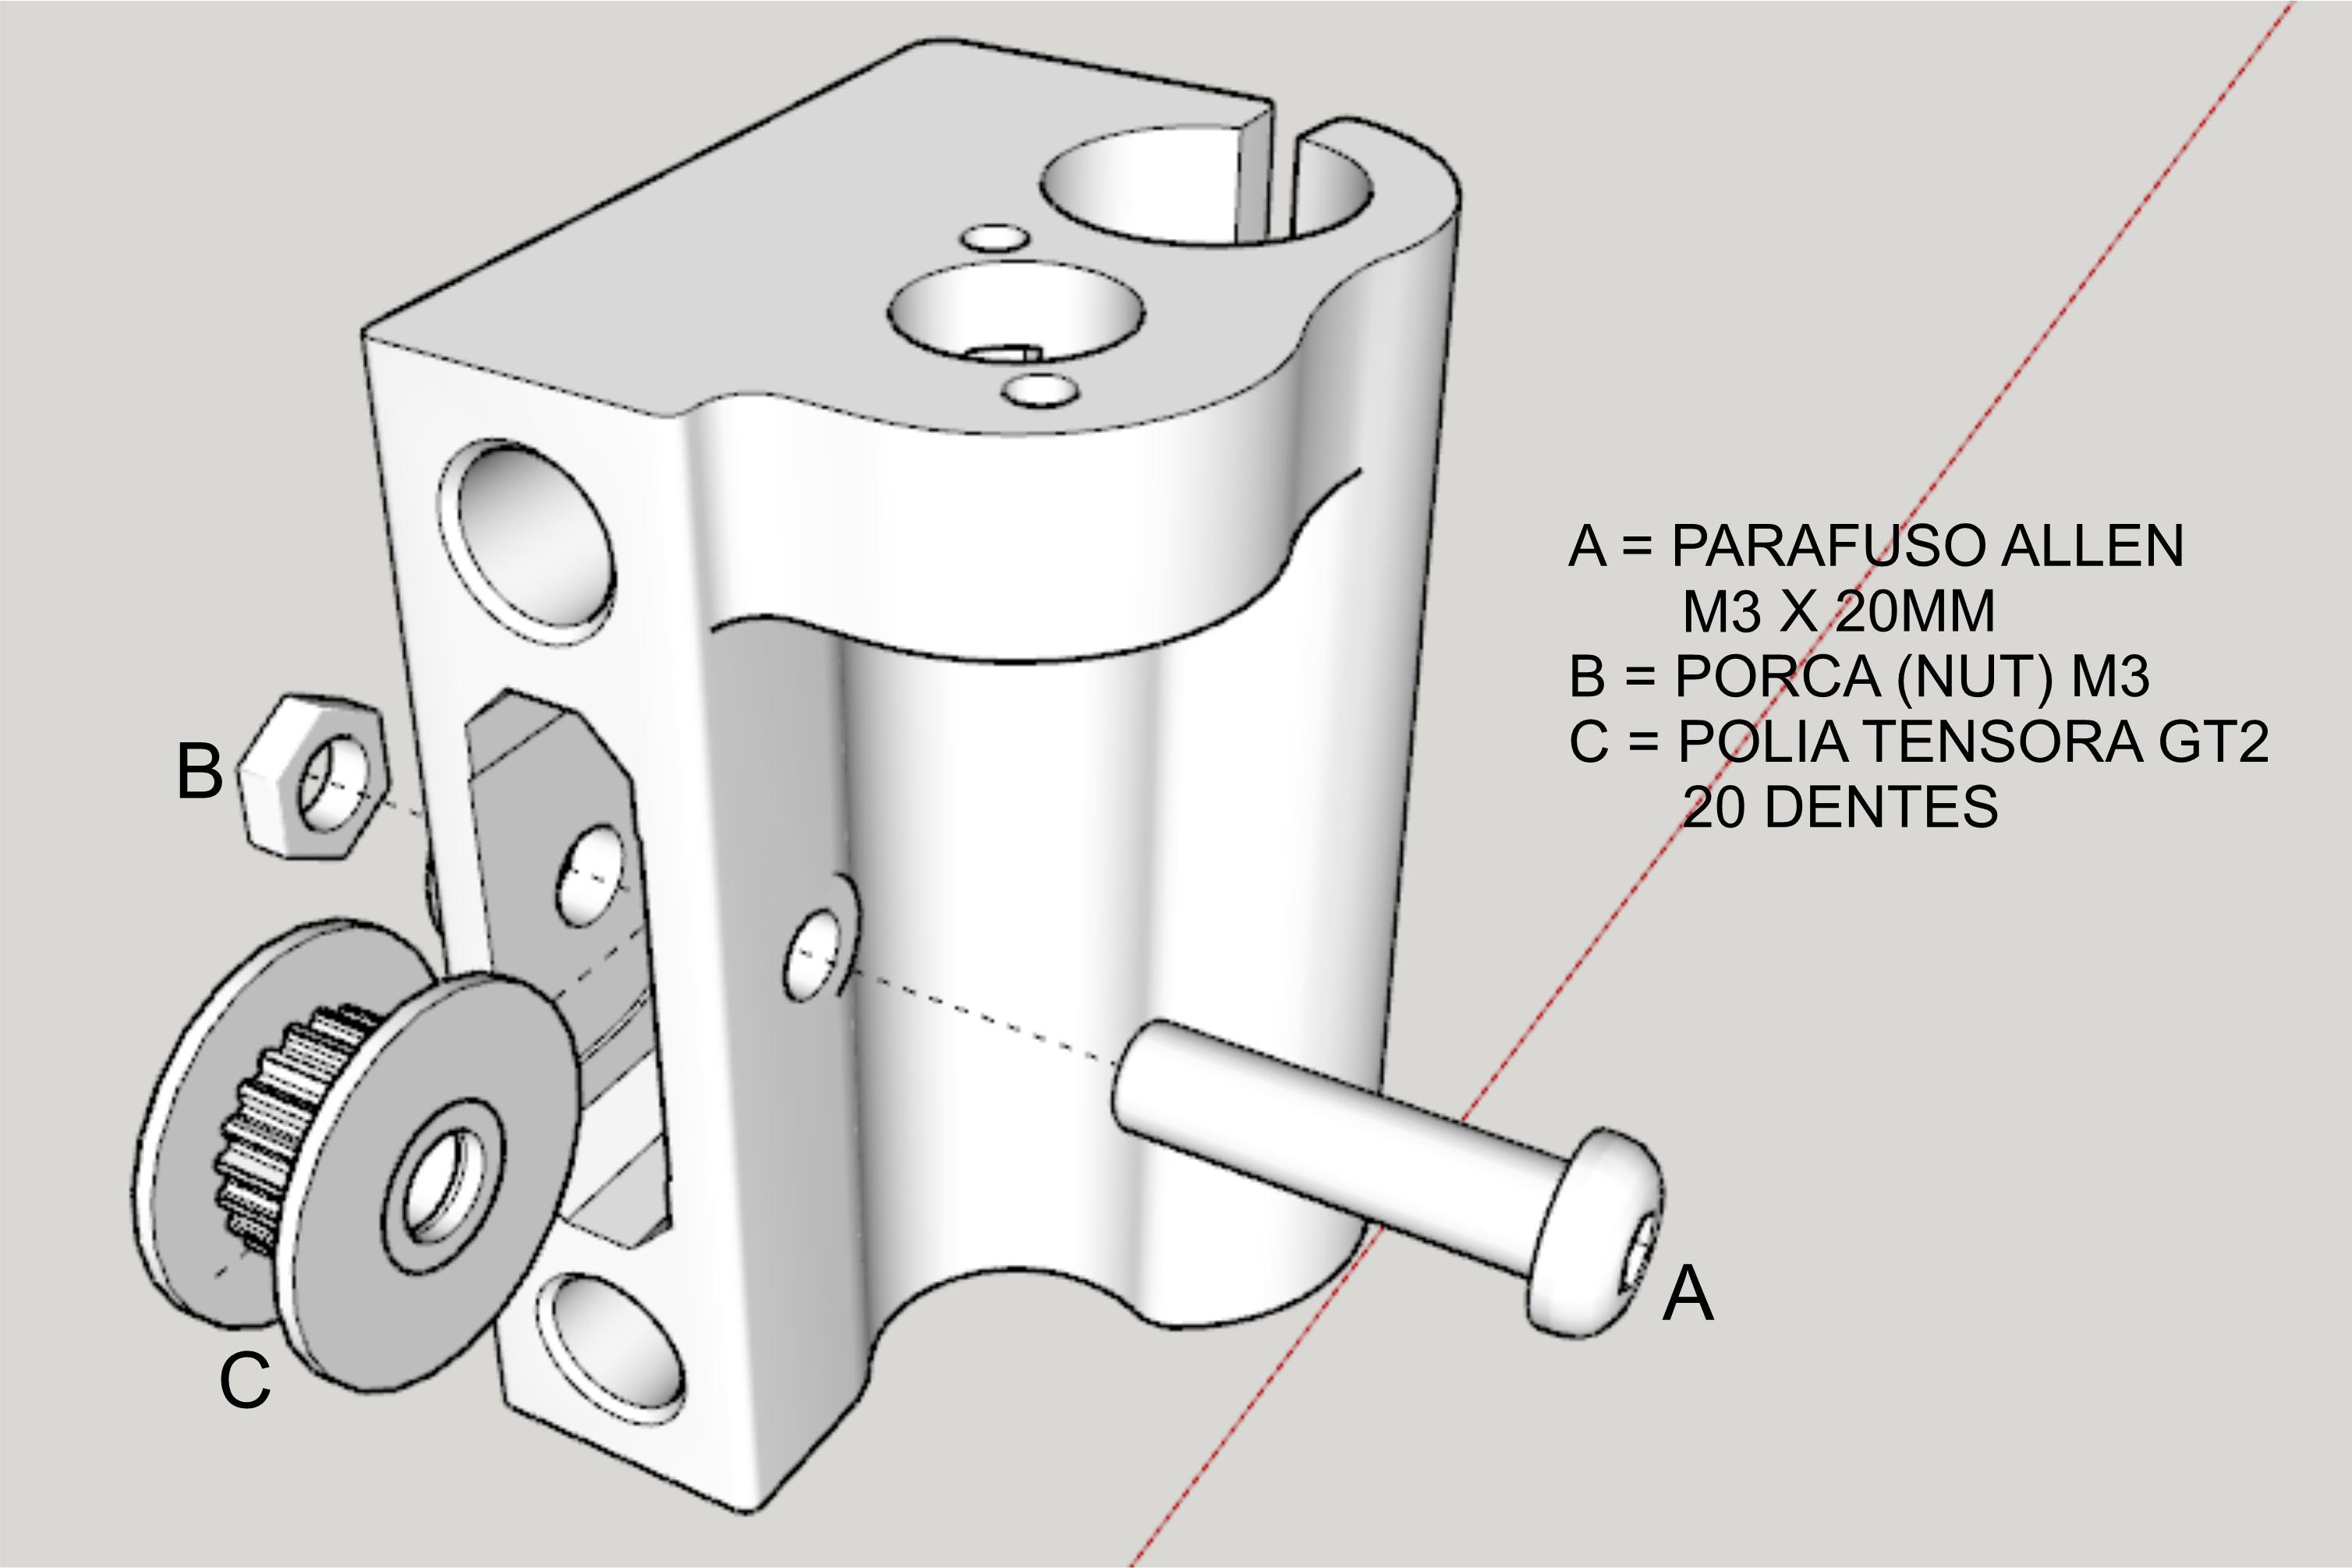 A = PARAFUSO ALLEN
M3 X 20MM
B = PORCA (NUT) M3
C = POLIA TENSORA GT2
20 DENTES
B
A
C